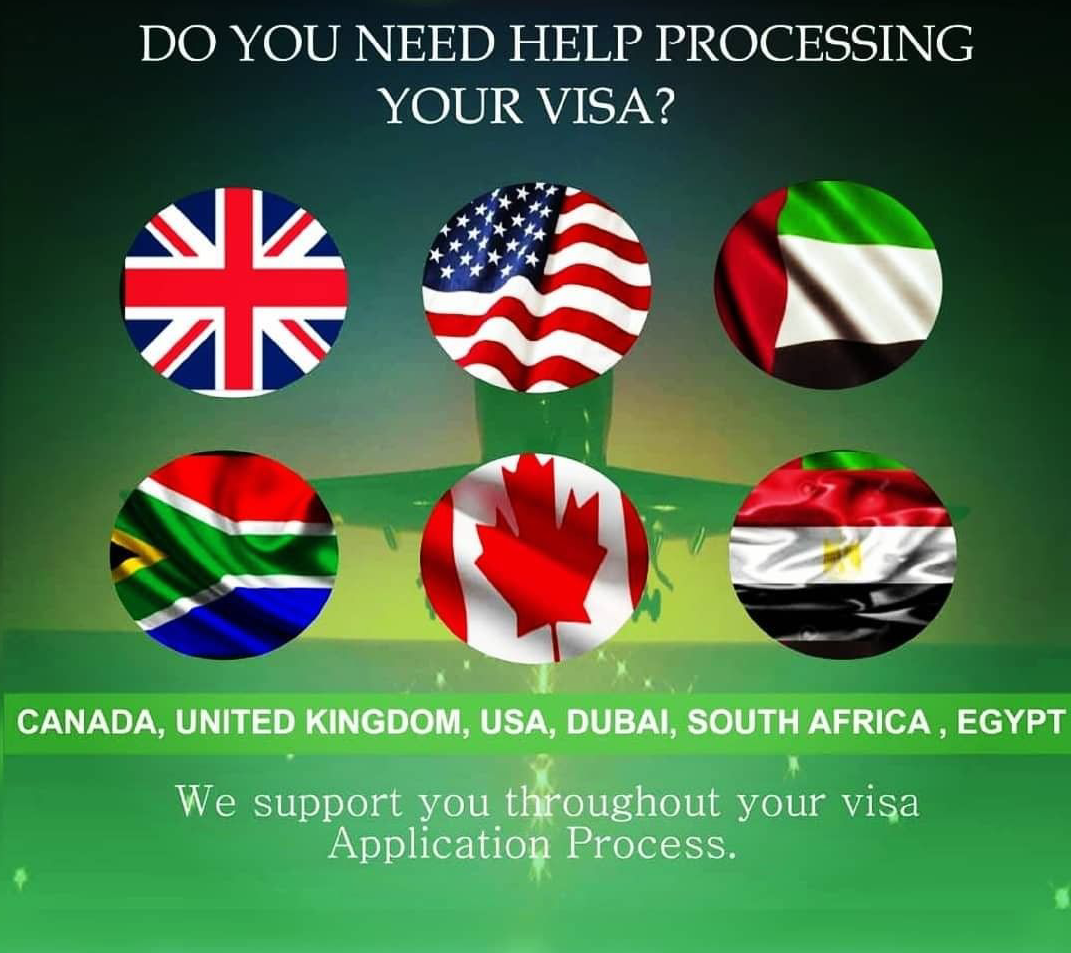 DO YOU NEED HELP PROCESSING
YOUR VISA?
CANADA, UNITED KINGDOM, USA, DUBAI, SOUTH AFRICA , EGYPT
We support you throughout your visa
Application Process.